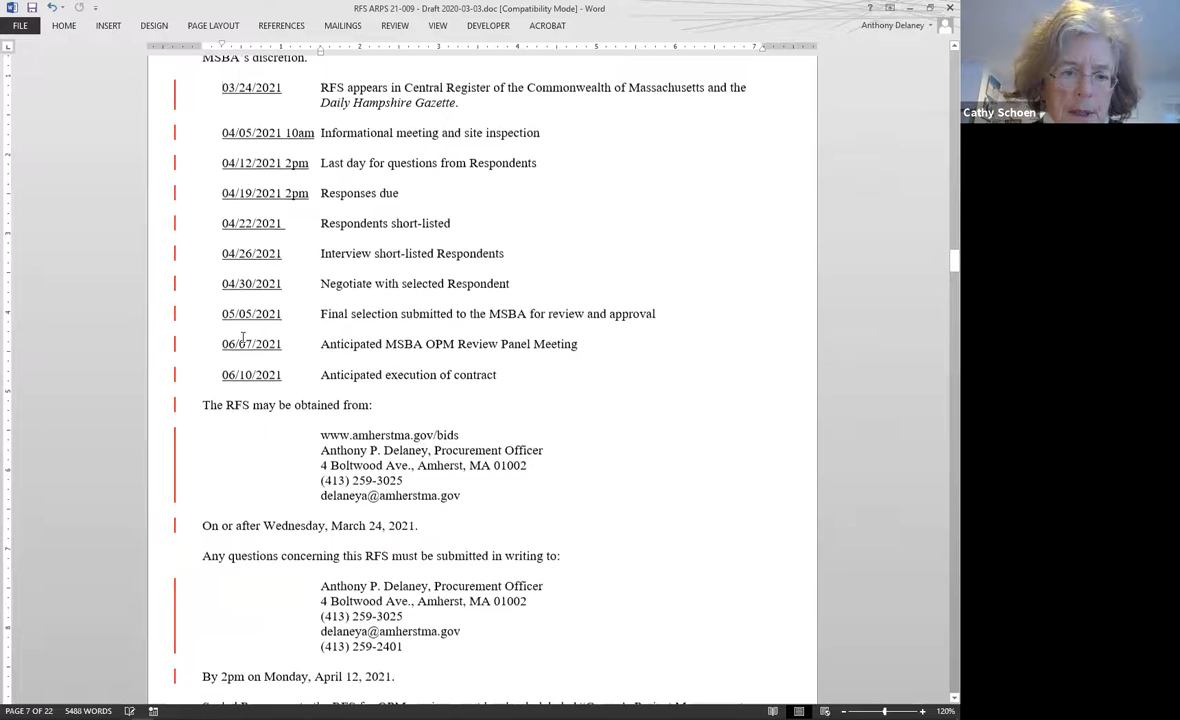 RFS ARPS 21-009 - Draft 2020-03-03.doc [Compatibility Mode] - Word
FILE HOME INSERT DESIGN PAGE LAYOUT REFERENCES MAILINGS REVIEW VIEW DEVELOPER ACROBAT Anthony Delaney
1 2 3 4 5 6 7
MSBA's discretion.
03/24/2021 RFS appears in Central Register of the Commonwealth of Massachusetts and the
Daily Hampshire Gazette.
04/05/2021 10am Informational meeting and site inspection
04/12/2021 2pm Last day for questions from Respondents
04/19/2021 2pm Responses due
04/22/2021 Respondents short-listed
04/26/2021 Interview short-listed Respondents
04/30/2021 Negotiate with selected Respondent
05/05/2021 Final selection submitted to the MSBA for review and approval
06/07/2021 Anticipated MSBA OPM Review Panel Meeting
06/10/2021 Anticipated execution of contract
The RFS may be obtained from:
www.amherstma.gov/bids
Anthony P. Delaney, Procurement Officer
4 Boltwood Ave., Amherst, MA 01002
(413) 259-3025
delaneya@amherstma.gov
On or after Wednesday, March 24, 2021.
Any questions concerning this RFS must be submitted in writing to:
Anthony P. Delaney, Procurement Officer
4 Boltwood Ave., Amherst, MA 01002
(413) 259-3025
delaneya@amherstma.gov
(413) 259-2401
By 2pm on Monday, April 12, 2021.
PAGE 7 OF 22 5488 WORDS 120%
Cathy Schoen